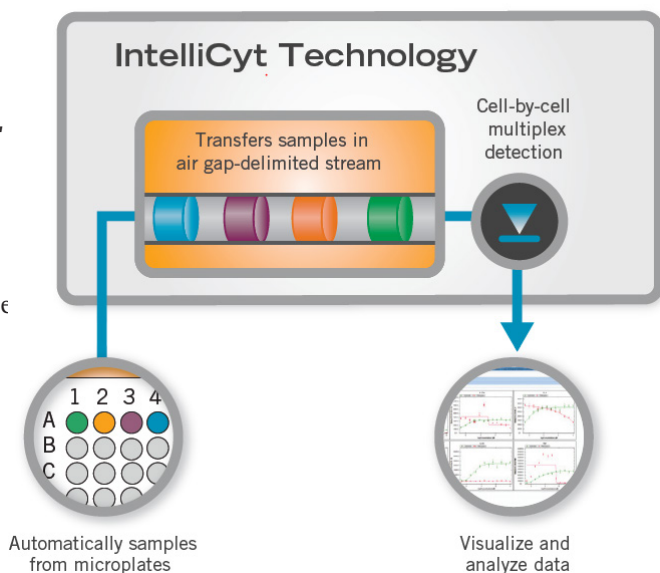 IntelliCyt Technology
Transfers samples in
air gap-delimited stream
Cell-by-cell
multiplex
detection
1 2 3 4
A
B
C
Automatically samples
from microplates
Visualize and
analyze data